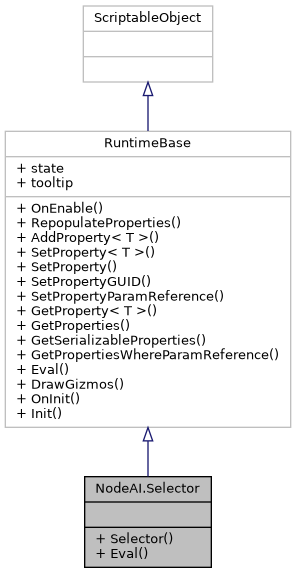 ScriptableObject
RuntimeBase
+ state
+ tooltip
+ OnEnable()
+ RepopulateProperties()
+ AddProperty< T >()
+ SetProperty< T >()
+ SetProperty()
+ SetPropertyGUID()
+ SetPropertyParamReference()
+ GetProperty< T >()
+ GetProperties()
+ GetSerializableProperties()
+ GetPropertiesWhereParamReference()
+ Eval()
+ DrawGizmos()
+ OnInit()
+ Init()
NodeAI.Selector
+ Selector()
+ Eval()